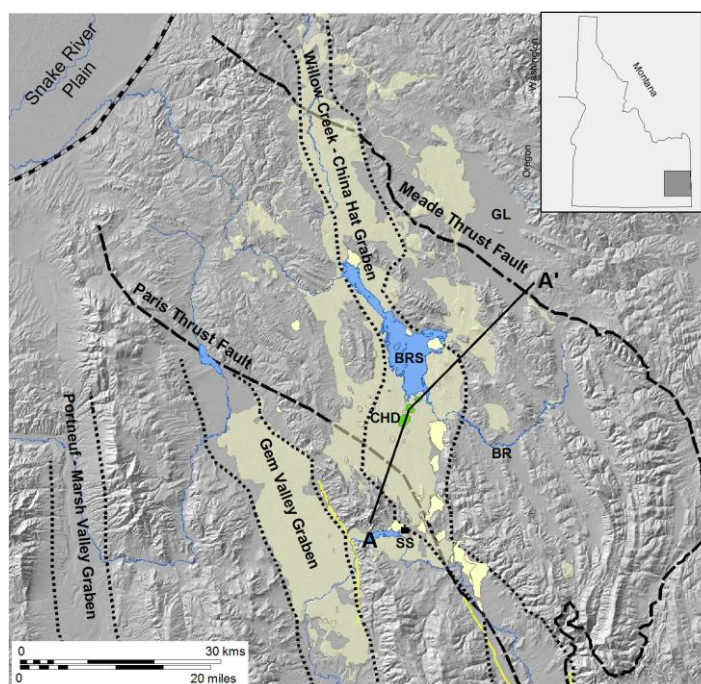 Snake River
Plain
Willow Creek - China Hat Graben
Washington
Montana
Oregon
GL
Meade Thrust Fault
A'
Paris Thrust Fault
BRS
CHD
BR
Portneuf - Marsh Valley Graben
Gem Valley Graben
A
SS
0 30 kms
0 20 miles